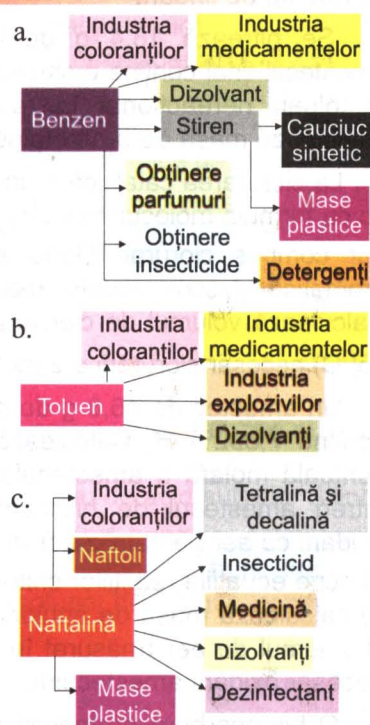 a.
Industria
coloranților
Industria
medicamentelor
Benzen
Dizolvant
Stiren
Cauciuc
sintetic
Obținere
parfumuri
Mase
plastice
Obținere
insecticide
Detergenți
b.
Industria
coloranților
Industria
medicamentelor
Toluen
Industria
explozivilor
Dizolvanți
c.
Industria
coloranților
Tetralină și
decalină
Naftoli
Insecticid
Naftalină
Medicină
Dizolvanți
Mase
plastice
Dezinfectant